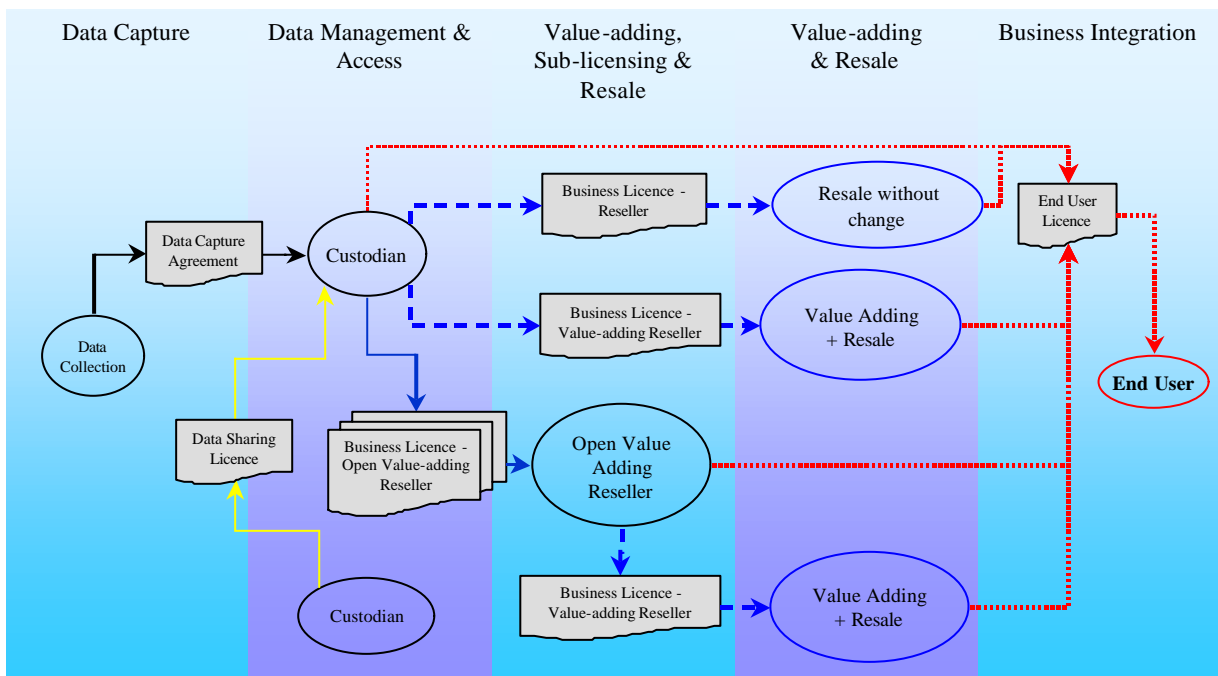 Data Capture
Data Management &
Access
Value-adding,
Sub-licensing &
Resale
Value-adding
& Resale
Business Integration
Business Licence -
Reseller
Resale without
change
End User
Licence
Data Capture
Agreement
Custodian
Business Licence -
Value-adding Reseller
Value Adding
+ Resale
Data
Collection
End User
Data Sharing
Licence
Business Licence -
Open Value-adding
Reseller
Open Value
Adding
Reseller
Custodian
Business Licence -
Value-adding Reseller
Value Adding
+ Resale